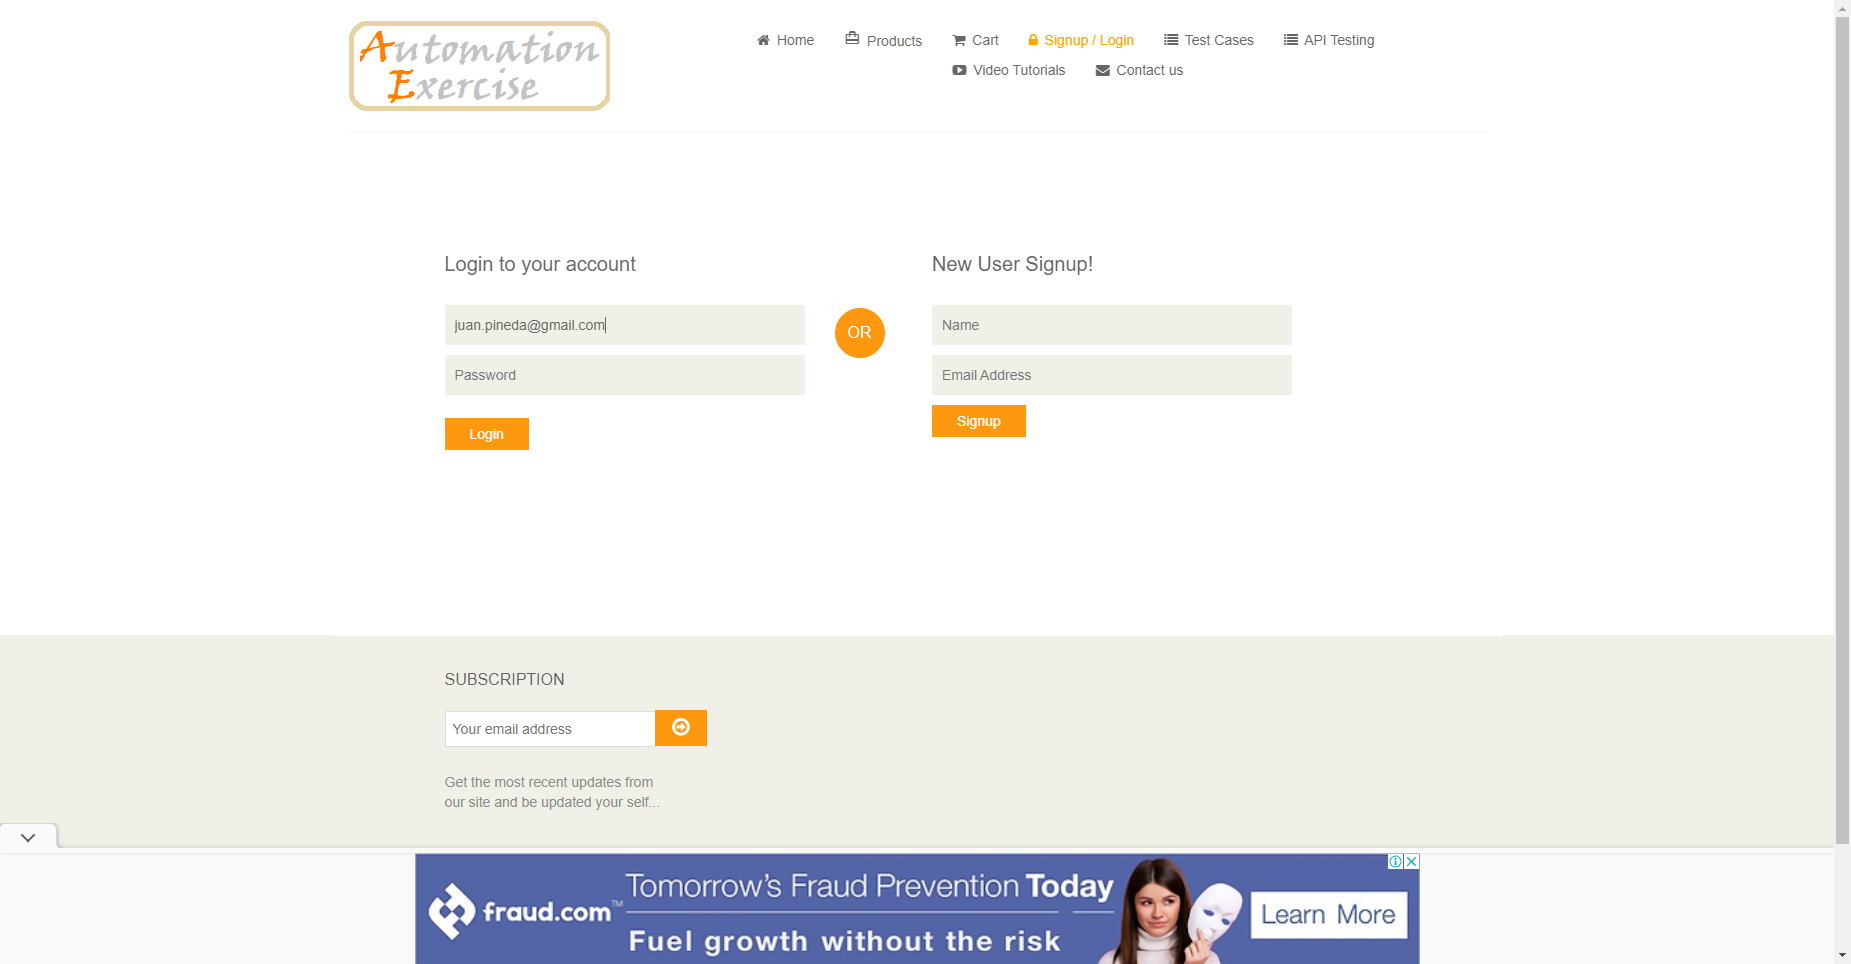 Automation
Exercise
Home
Products
Cart
Signup / Login
Test Cases
API Testing
Video Tutorials
Contact us
Login to your account
New User Signup!
juan.pineda@gmail.com
OR
Name
Password
Email Address
Login
Signup
SUBSCRIPTION
Your email address
Get the most recent updates from
our site and be updated your self...
fraud.com™
Tomorrow's Fraud Prevention Today
Fuel growth without the risk
Learn More